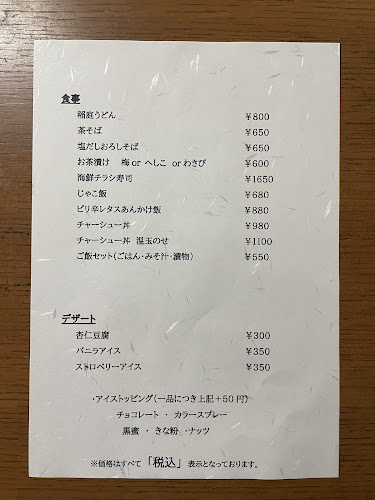 食事
稲庭うどん ￥800
茶そば ￥650
塩だしおろしそば ￥650
お茶漬け 梅 or へしこ or わさび ￥600
海鮮チラシ寿司 ￥1650
じゃこ飯 ￥680
ピリ辛レタスあんかけ飯 ￥880
チャーシュー丼 ￥980
チャーシュー丼 温玉のせ ￥1100
ご飯セット(ごはん・みそ汁・漬物) ￥550
デザート
杏仁豆腐 ￥300
バニラアイス ￥350
ストロベリーアイス ￥350
・アイストッピング(一品につき上記+50円)
チョコレート ・ カラースプレー
黒蜜 ・ きな粉 ・ナッツ
※価格はすべて「税込」表示となっております。